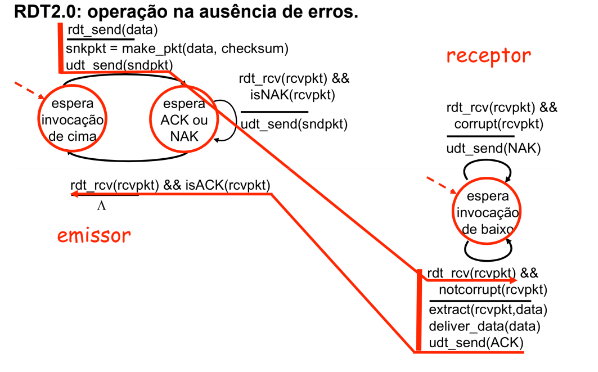 RDT2.0: operação na ausência de erros.
rdt_send(data)
snkpkt = make_pkt(data, checksum)
udt_send(sndpkt)
espera
invocação
de cima
espera
ACK ou
NAK
rdt_rcv(rcvpkt) &&
isNAK(rcvpkt)
udt_send(sndpkt)
rdt_rcv(rcvpkt) && isACK(rcvpkt)
Λ
emissor
receptor
rdt_rcv(rcvpkt) &&
corrupt(rcvpkt)
udt_send(NAK)
espera
invocação
de baixo
rdt_rcv(rcvpkt) &&
notcorrupt(rcvpkt)
extract(rcvpkt,data)
deliver_data(data)
udt_send(ACK)